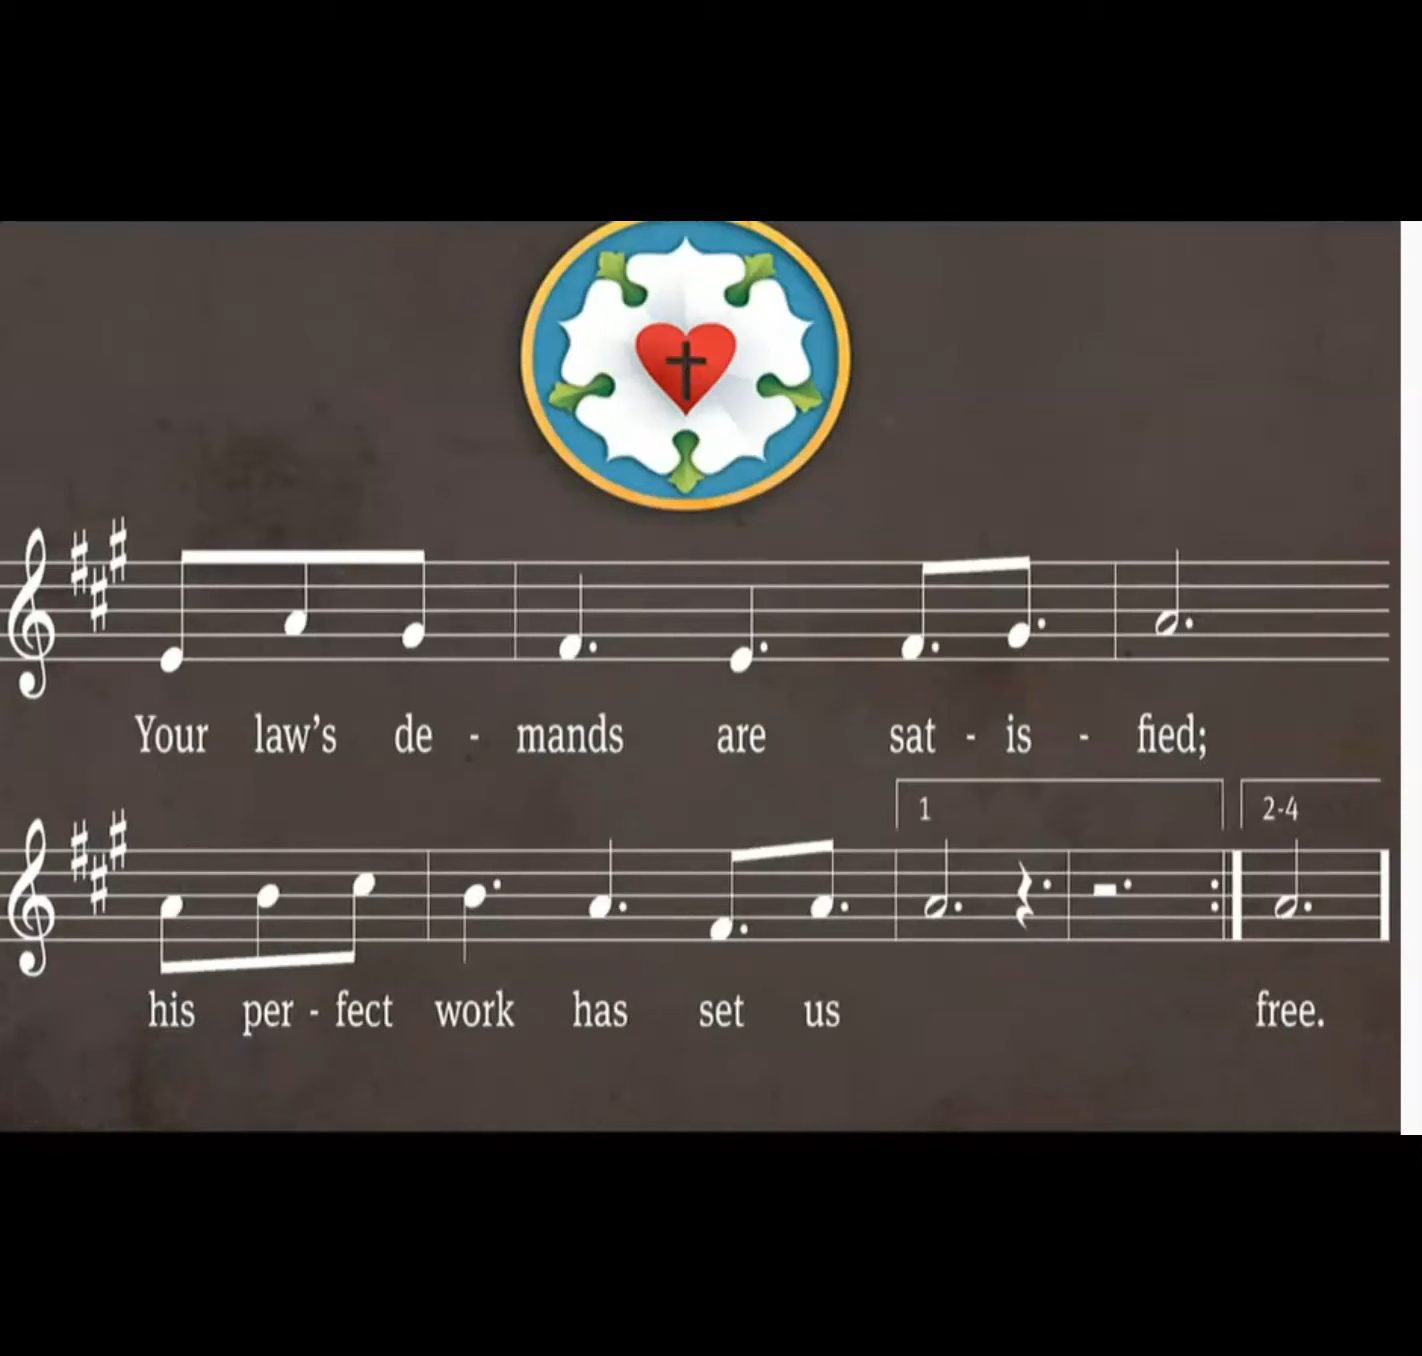 Your law’s de - mands are sat - is - fied;
1 2-4
his per - fect work has set us free.